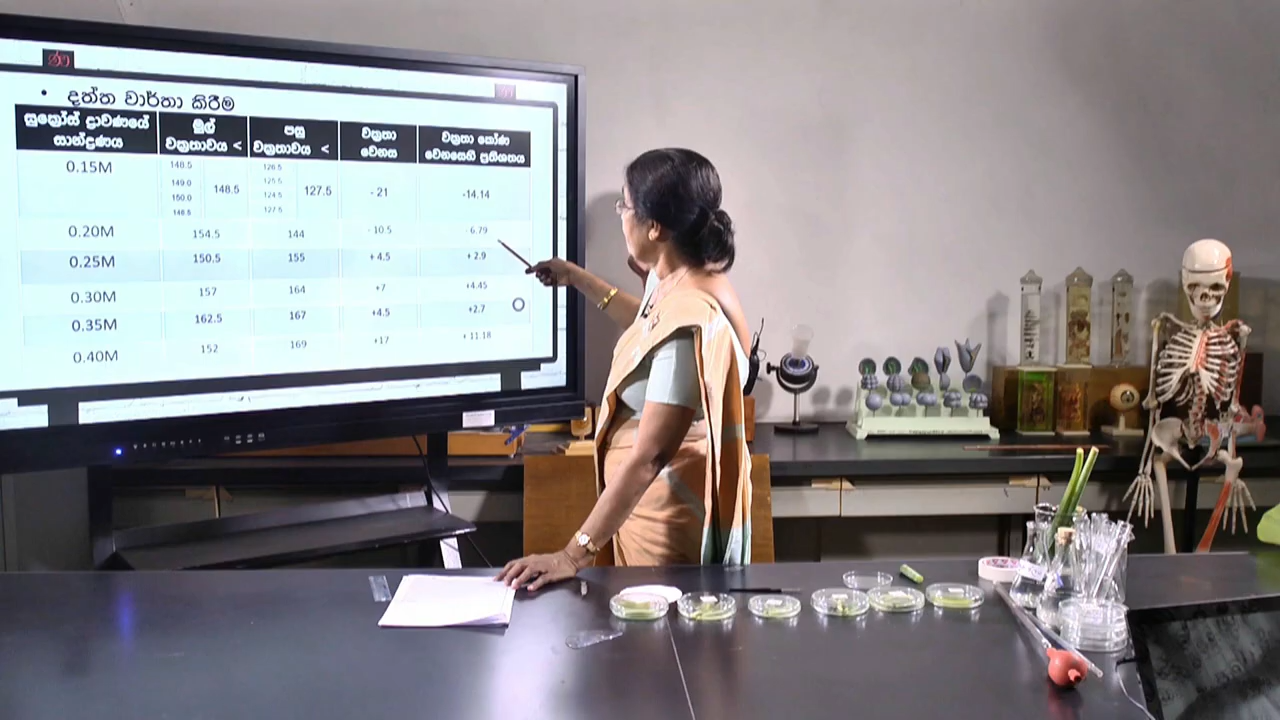 • දත්ත වාර්තා කිරීම
සුක්‍රෝස් ද්‍රාවණයේ සාන්ද්‍රණය	මුල් වක්‍රතාවය <	පසු වක්‍රතාවය <	වක්‍රතා වෙනස	වක්‍රතා කෝණ වෙනසෙහි ප්‍රතිශතය
0.15M	148.5	126.5
149.0	148.5	125.5	127.5	- 21	-14.14
150.0	124.5
148.5	127.5
0.20M	154.5	144	- 10.5	- 6.79
0.25M	150.5	155	+ 4.5	+ 2.9
0.30M	157	164	+7	+4.45
0.35M	162.5	167	+4.5	+2.7
0.40M	152	169	+17	+ 11.18